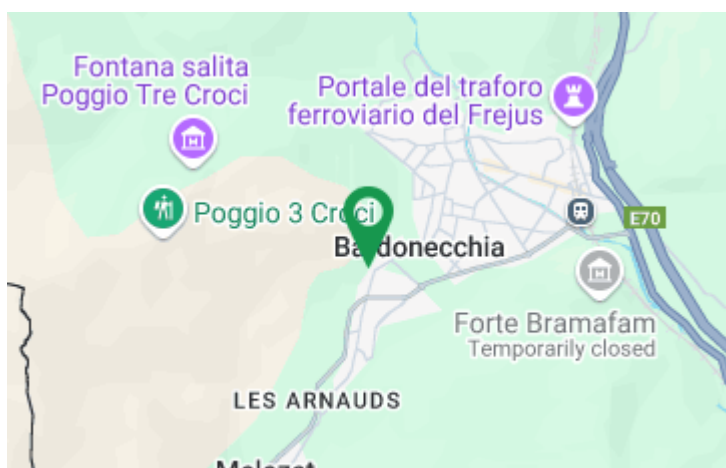 Fontana salita
Poggio Tre Croci
Portale del traforo
ferroviario del Frejus
Poggio 3 Croci
E70
Bardonecchia
Forte Bramafam
Temporarily closed
LES ARNAUDS
Melezet